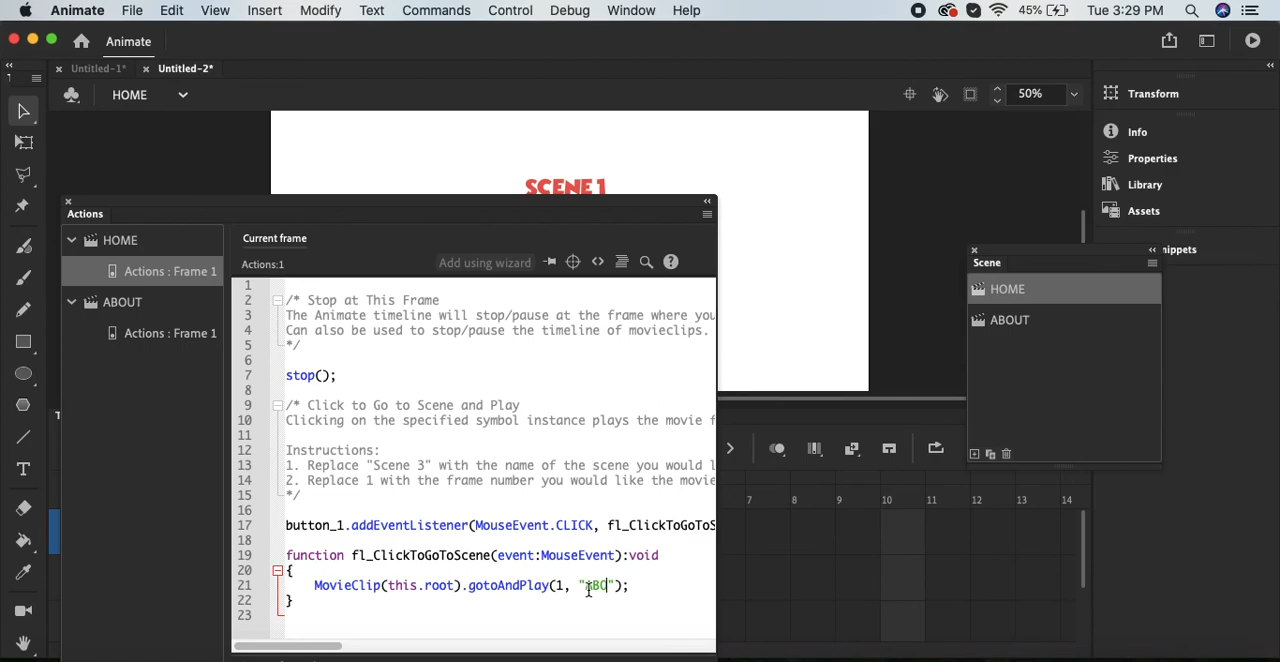 Animate File Edit View Insert Modify Text Commands Control Debug Window Help 45% Tue 3:29 PM
Animate
Untitled-1* Untitled-2*
HOME 50%
SCENE 1
Actions
HOME
Actions : Frame 1
ABOUT
Actions : Frame 1
Current frame
Actions:1 Add using wizard
1
2 /* Stop at This Frame
3 The Animate timeline will stop/pause at the frame where you
4 Can also be used to stop/pause the timeline of movieclips.
5 */
6
7 stop();
8
9 /* Click to Go to Scene and Play
10 Clicking on the specified symbol instance plays the movie f
11
12 Instructions:
13 1. Replace "Scene 3" with the name of the scene you would l
14 2. Replace 1 with the frame number you would like the movie
15 */
16
17 button_1.addEventListener(MouseEvent.CLICK, fl_ClickToGoToS
18
19 function fl_ClickToGoToScene(event:MouseEvent):void
20 {
21 MovieClip(this.root).gotoAndPlay(1, "ABO");
22 }
23
Transform
Info
Properties
Library
Assets
nippets
Scene
HOME
ABOUT
7 8 9 10 11 12 13 14